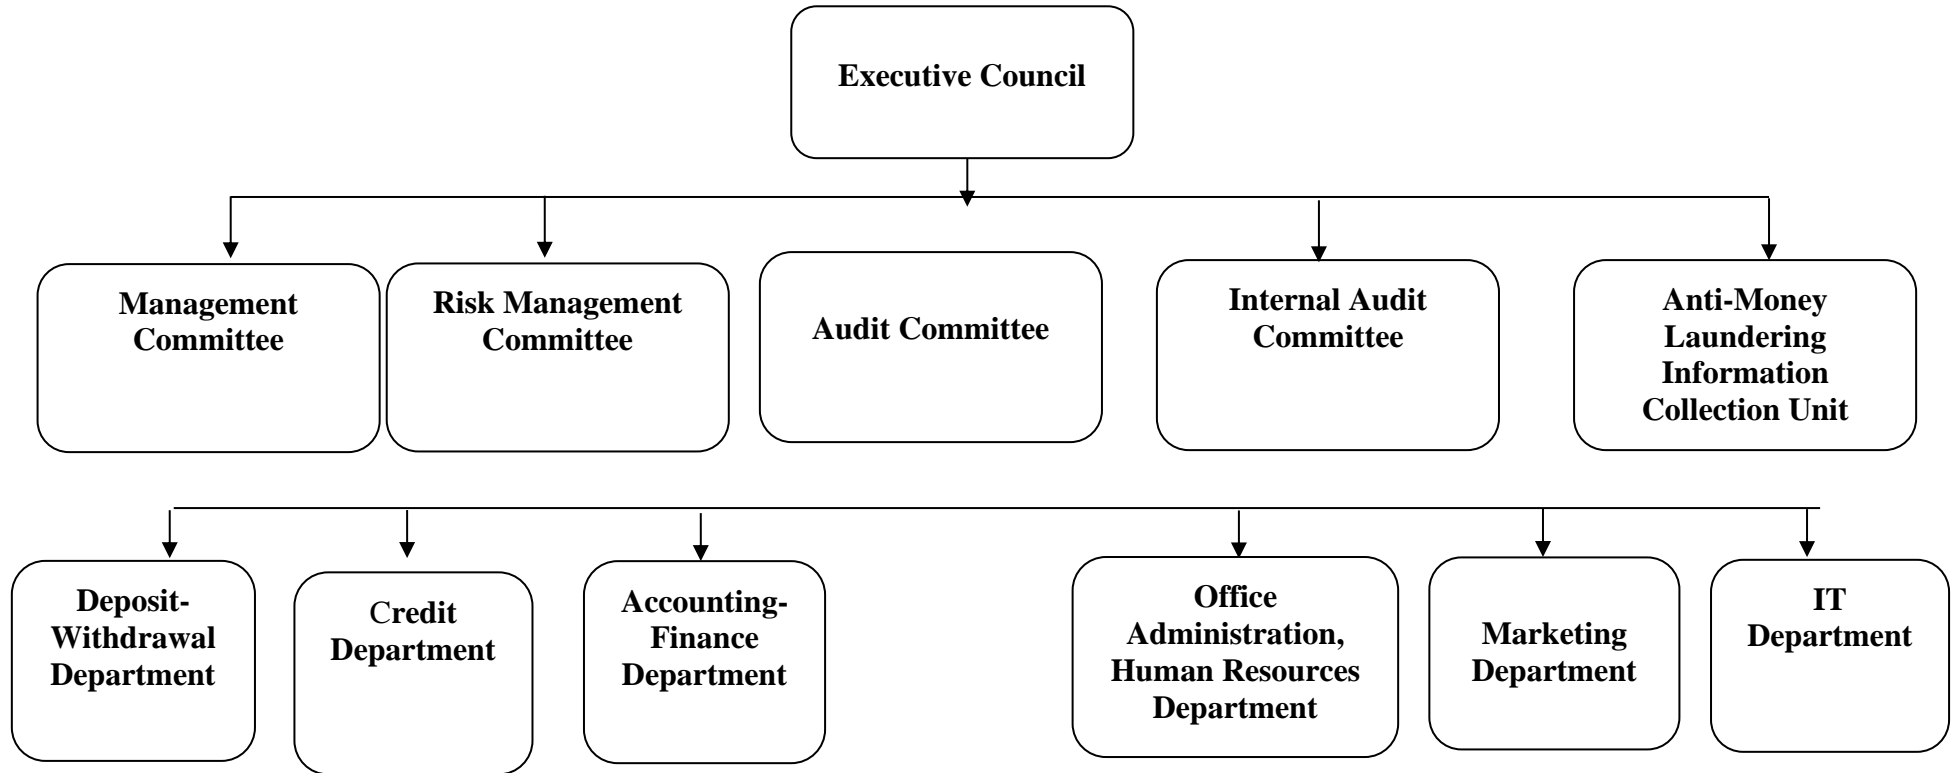 Executive Council
Management
Committee
Risk Management
Committee
Audit Committee
Internal Audit
Committee
Anti-Money
Laundering
Information
Collection Unit
Deposit-
Withdrawal
Department
Credit
Department
Accounting-
Finance
Department
Office
Administration,
Human Resources
Department
Marketing
Department
IT
Department